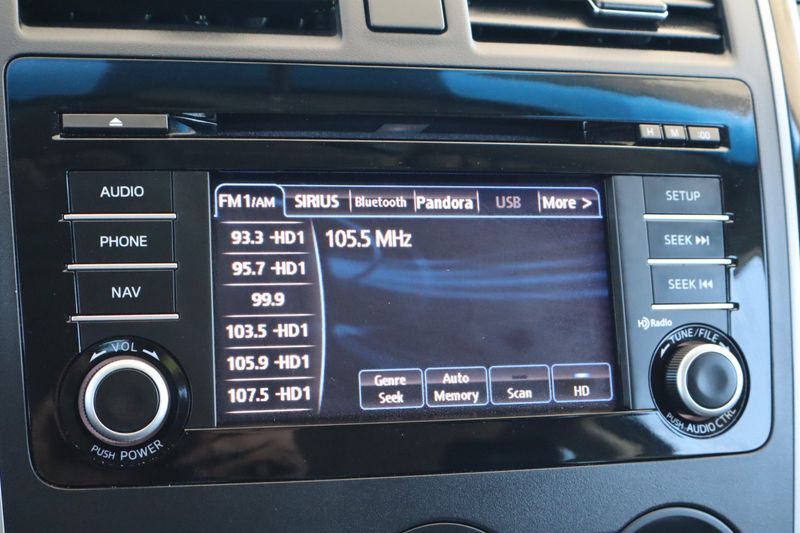 H M :00
AUDIO
PHONE
NAV
VOL
PUSH POWER
FM1/AM SIRIUS Bluetooth Pandora USB More >
93.3 -HD1
95.7 -HD1
99.9
103.5 -HD1
105.9 -HD1
107.5 -HD1
105.5 MHz
Genre Seek
Auto Memory
Scan
HD
SETUP
SEEK
SEEK
HD Radio
TUNE/FILE
PUSH AUDIO CTRL